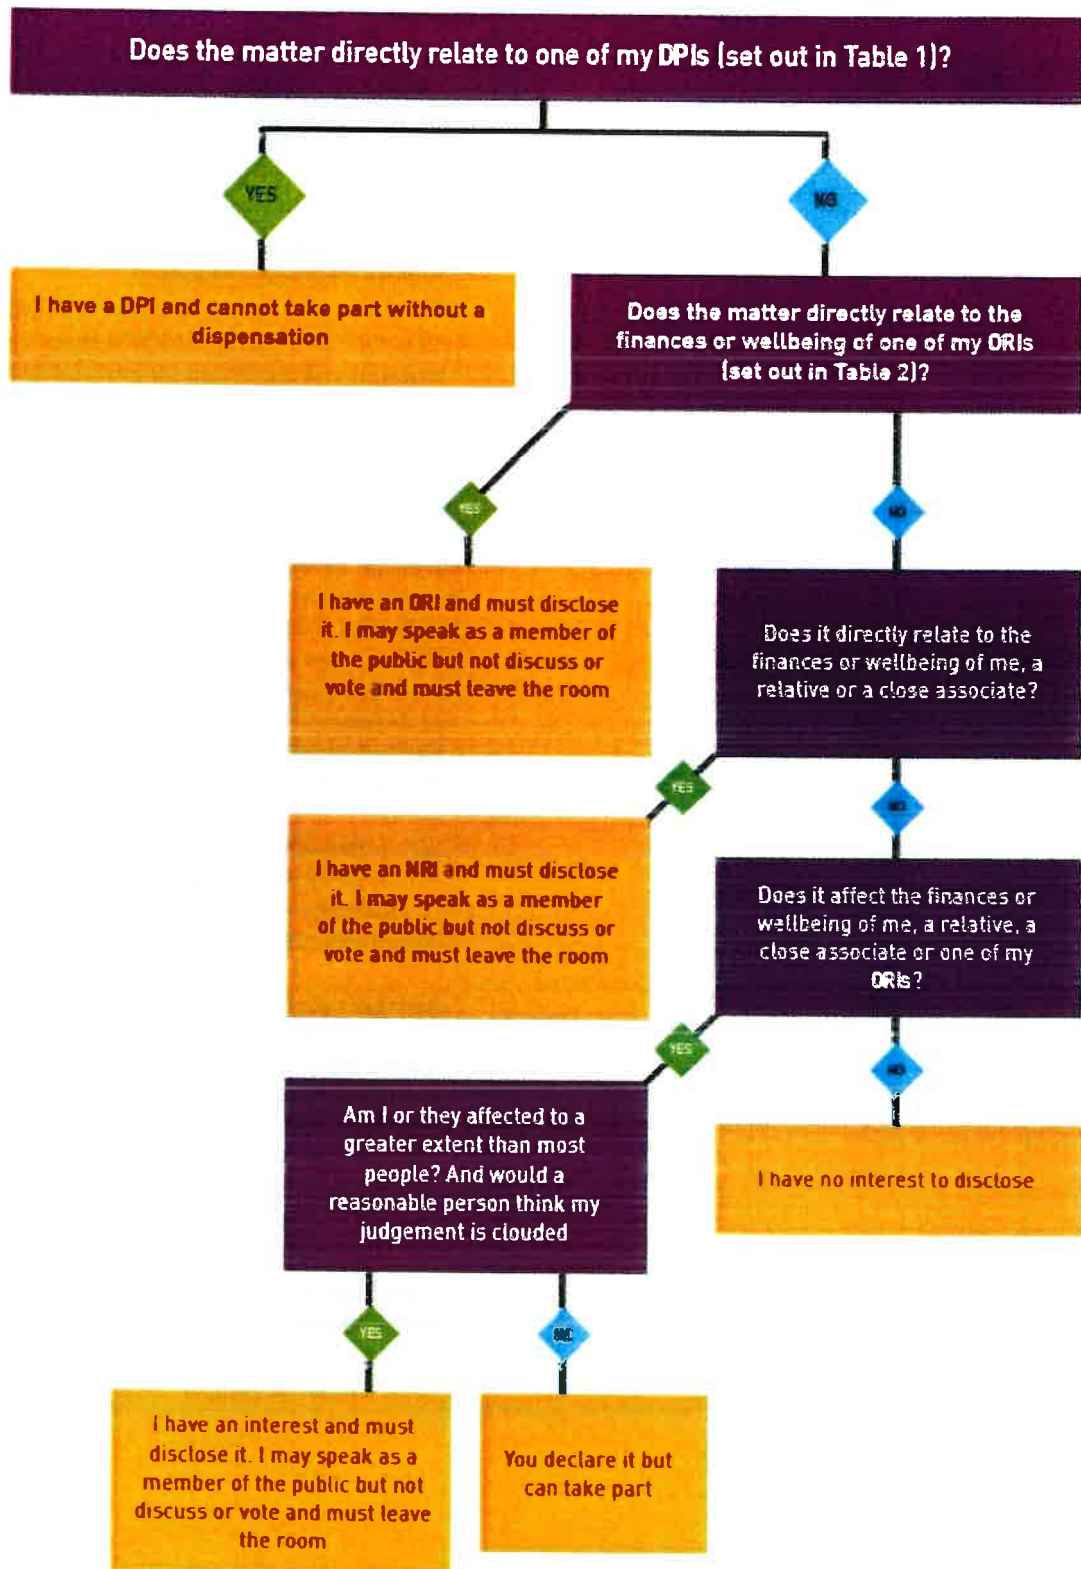 Does the matter directly relate to one of my DPIs (set out in Table 1)?
YES
NO
I have a DPI and cannot take part without a
dispensation
Does the matter directly relate to the
finances or wellbeing of one of my ORIs
(set out in Table 2)?
YES
NO
I have an ORI and must disclose
it. I may speak as a member of
the public but not discuss or
vote and must leave the room
Does it directly relate to the
finances or wellbeing of me, a
relative or a close associate?
YES
NO
I have an NRI and must disclose
it. I may speak as a member
of the public but not discuss or
vote and must leave the room
Does it affect the finances or
wellbeing of me, a relative, a
close associate or one of my
ORIs?
YES
NO
Am I or they affected to a
greater extent than most
people? And would a
reasonable person think my
judgement is clouded
I have no interest to disclose
YES
NO
I have an interest and must
disclose it. I may speak as a
member of the public but not
discuss or vote and must leave
the room
You declare it but
can take part